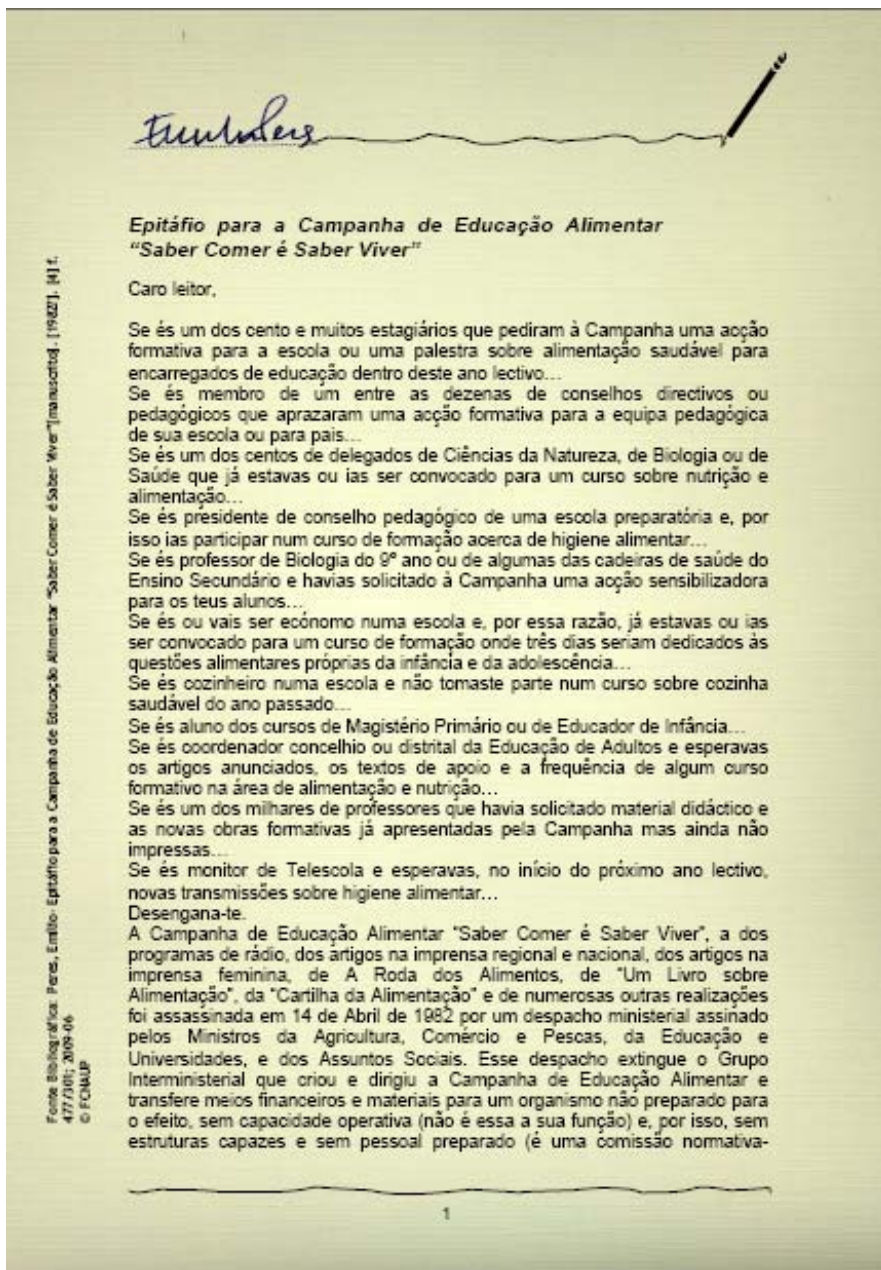 Epitáfio para a Campanha de Educação Alimentar
“Saber Comer é Saber Viver”
Caro leitor,
Se és um dos cento e muitos estagiários que pediram à Campanha uma acção
formativa para a escola ou uma palestra sobre alimentação saudável para
encarregados de educação dentro deste ano lectivo...
Se és membro de um entre as dezenas de conselhos directivos ou
pedagógicos que aprazaram uma acção formativa para a equipa pedagógica
de sua escola ou para pais...
Se és um dos centos de delegados de Ciências da Natureza, de Biologia ou de
Saúde que já estavas ou ias ser convocado para um curso sobre nutrição e
alimentação...
Se és presidente de conselho pedagógico de uma escola preparatória e, por
isso ias participar num curso de formação acerca de higiene alimentar...
Se és professor de Biologia do 9º ano ou de algumas das cadeiras de saúde do
Ensino Secundário e havias solicitado à Campanha uma acção sensibilizadora
para os teus alunos...
Se és ou vais ser ecónomo numa escola e, por essa razão, já estavas ou ias
ser convocado para um curso de formação onde três dias seriam dedicados às
questões alimentares próprias da infância e da adolescência...
Se és cozinheiro numa escola e não tomaste parte num curso sobre cozinha
saudável do ano passado...
Se és aluno dos cursos de Magistério Primário ou de Educador de Infância...
Se és coordenador concelhio ou distrital da Educação de Adultos e esperavas
os artigos anunciados, os textos de apoio e a frequência de algum curso
formativo na área de alimentação e nutrição...
Se és um dos milhares de professores que havia solicitado material didáctico e
as novas obras formativas já apresentadas pela Campanha mas ainda não
impressas...
Se és monitor de Telescola e esperavas, no início do próximo ano lectivo,
novas transmissões sobre higiene alimentar...
Desengana-te.
A Campanha de Educação Alimentar “Saber Comer é Saber Viver”, a dos
programas de rádio, dos artigos na imprensa regional e nacional, dos artigos na
imprensa feminina, de A Roda dos Alimentos, de “Um Livro sobre
Alimentação”, da “Cartilha da Alimentação” e de numerosas outras realizações
foi assassinada em 14 de Abril de 1982 por um despacho ministerial assinado
pelos Ministros da Agricultura, Comércio e Pescas, da Educação e
Universidades, e dos Assuntos Sociais. Esse despacho extingue o Grupo
Interministerial que criou e dirigiu a Campanha de Educação Alimentar e
transfere meios financeiros e materiais para um organismo não preparado para
o efeito, sem capacidade operativa (não é essa a sua função) e, por isso, sem
estruturas capazes e sem pessoal preparado (é uma comissão normativa-
1
Fonte Bibliográfica: Peres, Emílio- Epitáfio para a Campanha de Educação Alimentar “Saber Comer é Saber Viver”[manuscrito]. [1982?]. [4] f.
477/301; 2009-06
© FCNAUP